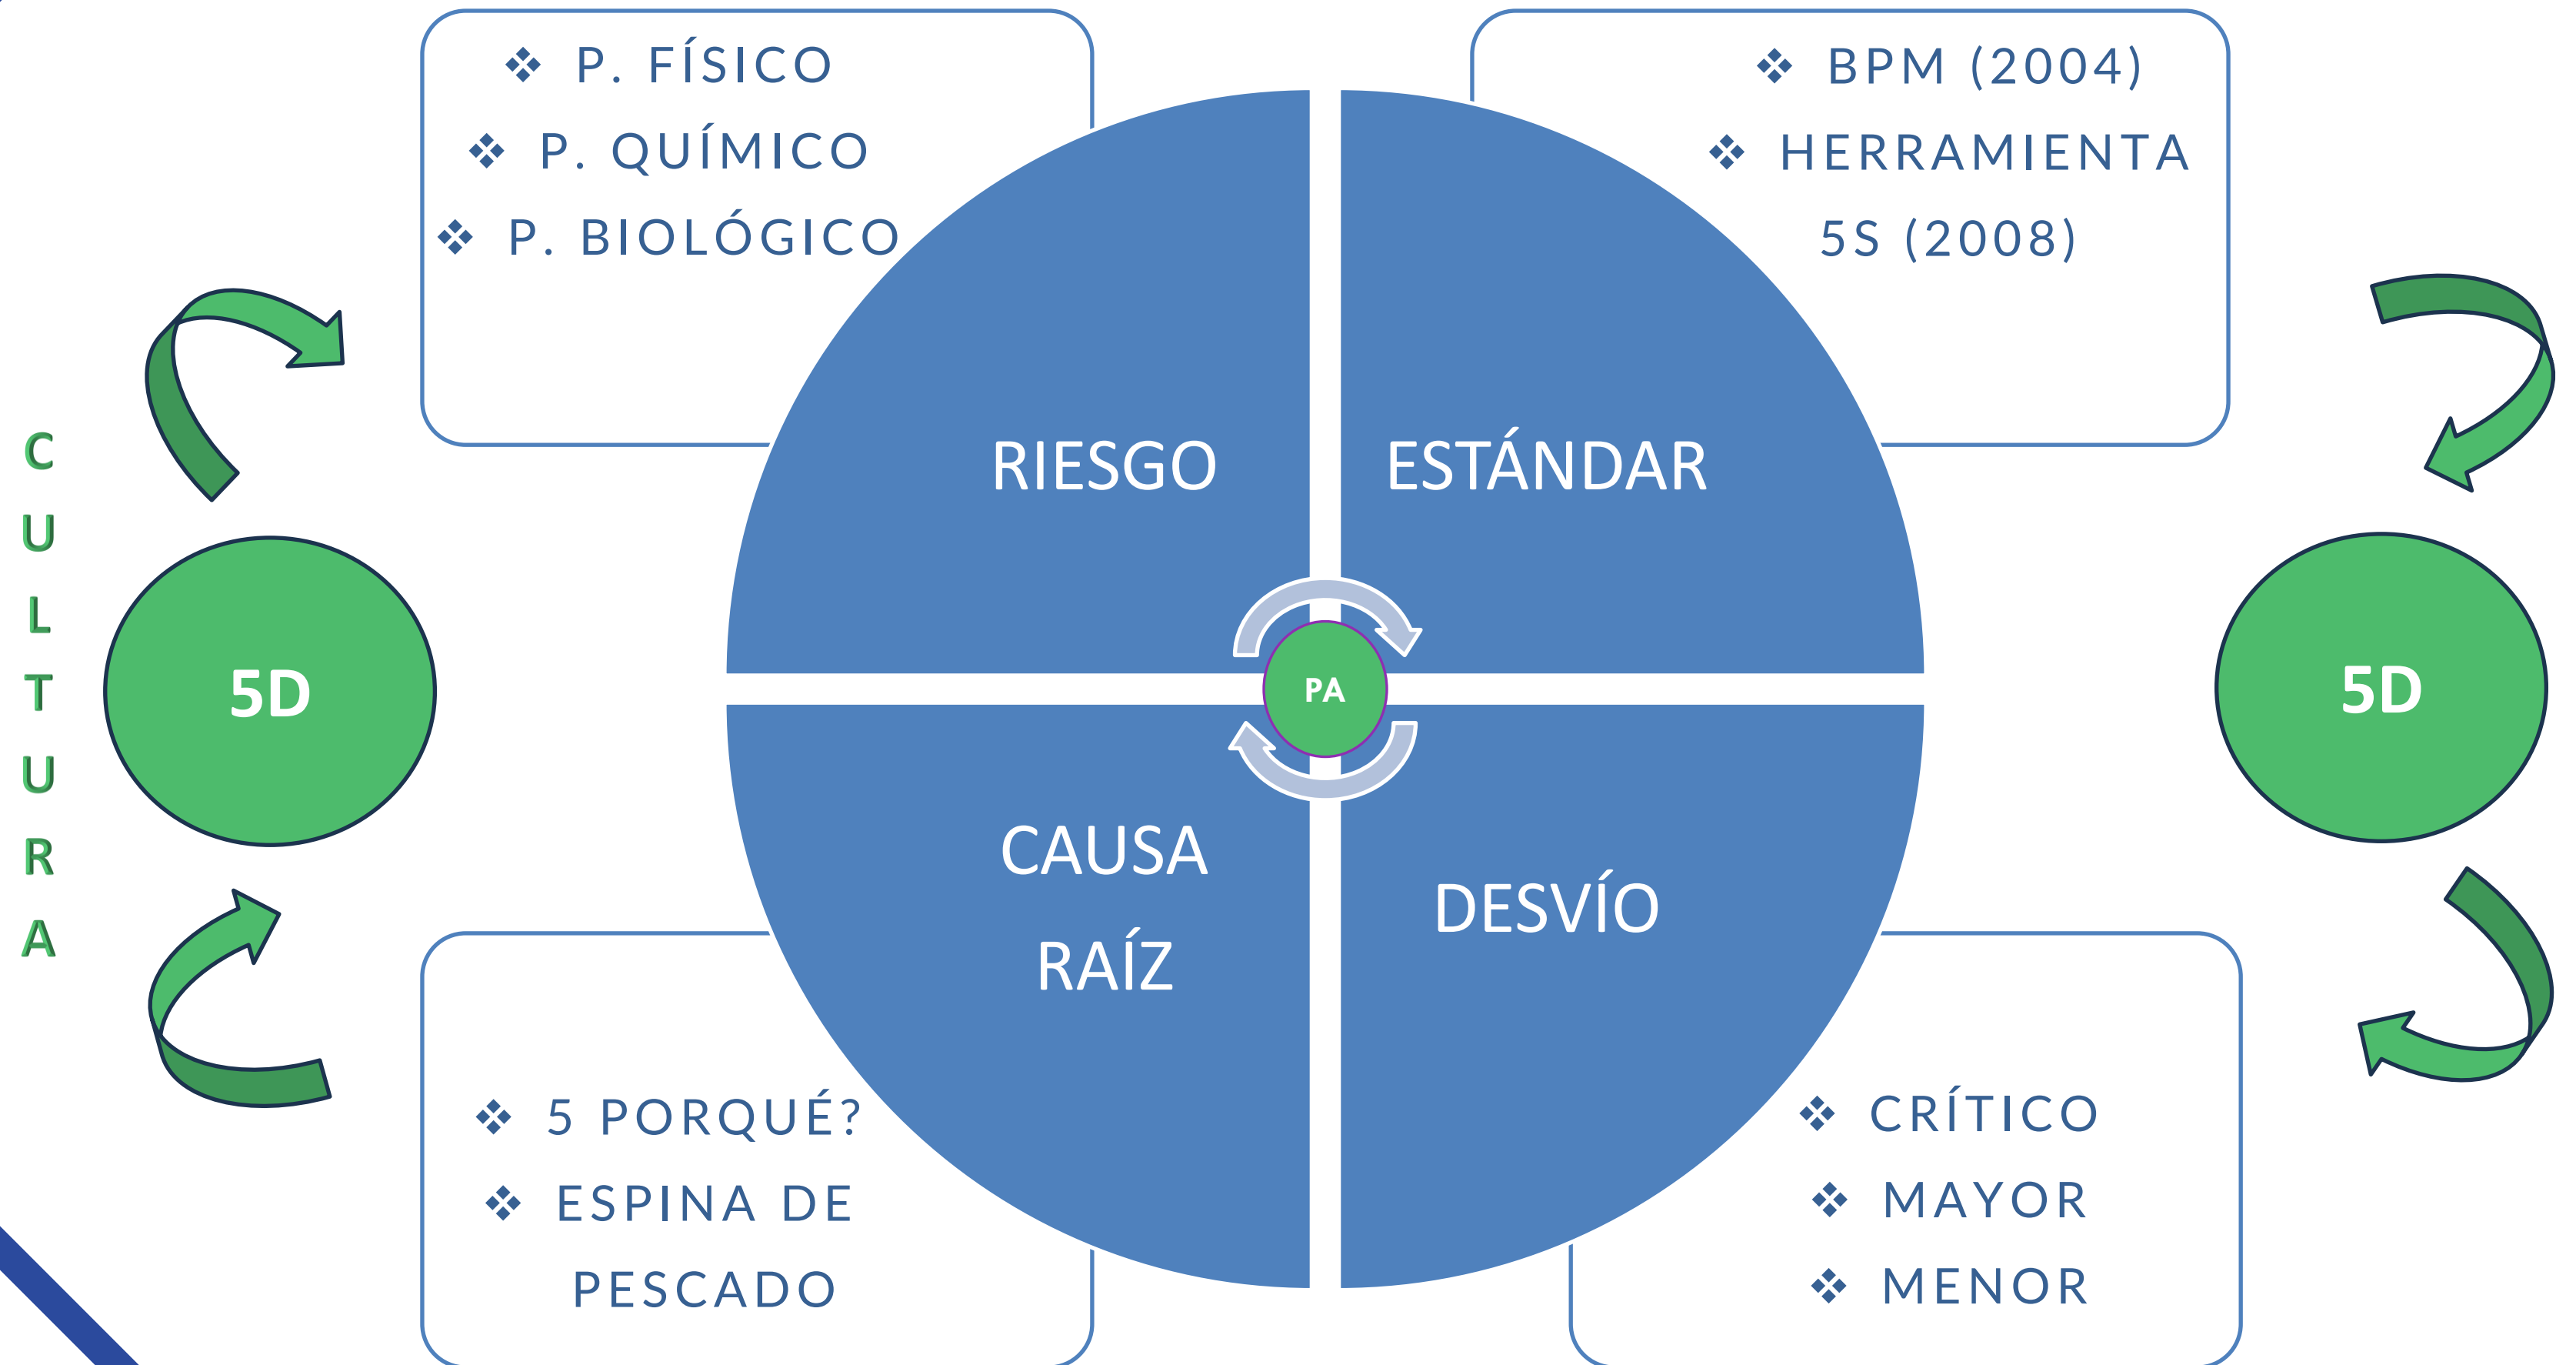 ❖ P. FÍSICO
❖ P. QUÍMICO
❖ P. BIOLÓGICO
❖ BPM (2004)
❖ HERRAMIENTA
5S (2008)
RIESGO
ESTÁNDAR
C
U
L
T
U
R
A
5D
PA
5D
CAUSA
RAÍZ
DESVÍO
❖ 5 PORQUÉ?
❖ ESPINA DE
PESCADO
❖ CRÍTICO
❖ MAYOR
❖ MENOR